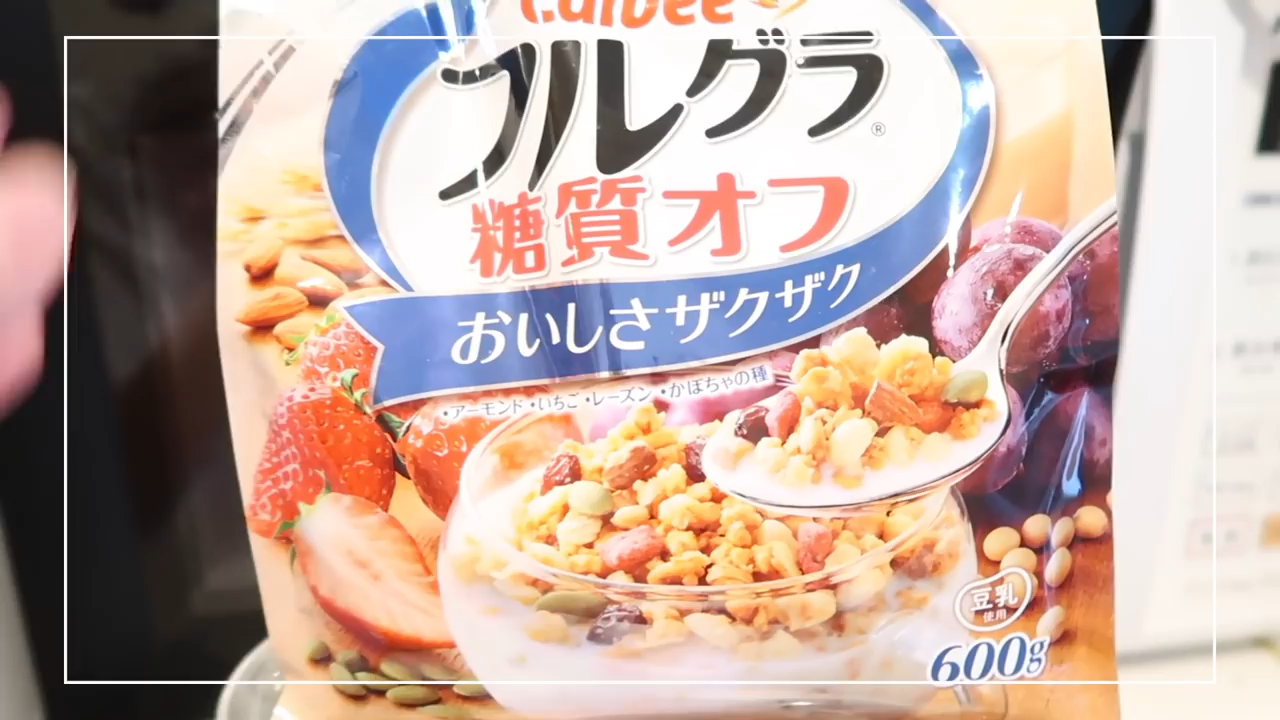 Calbee
フルグラ®
糖質オフ
おいしさザクザク
・アーモンド・いちご・レーズン・かぼちゃの種
豆乳
使用
600g